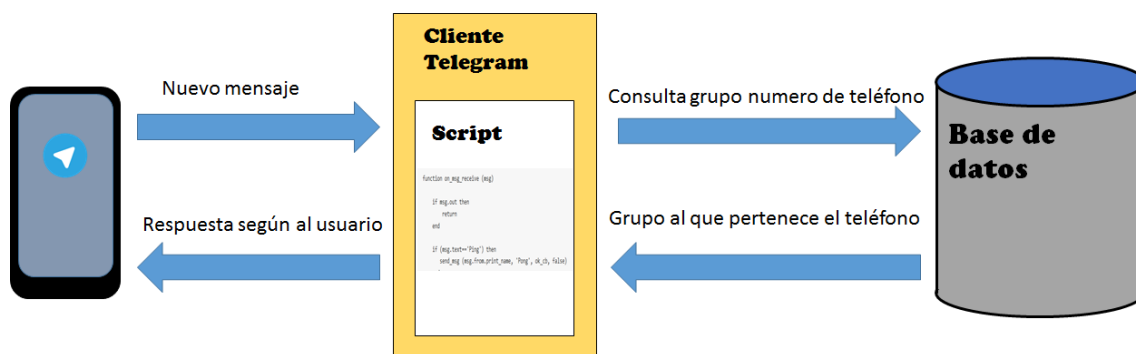 Cliente
Telegram
Nuevo mensaje
Consulta grupo numero de teléfono
Script
Base de
datos
function on_msg_receive (msg)
if msg.out then
return
end
if (msg.text=='Ping') then
send_msg (msg.from.print_name, 'Pong', ok_cb, false)
Respuesta según al usuario
Grupo al que pertenece el teléfono